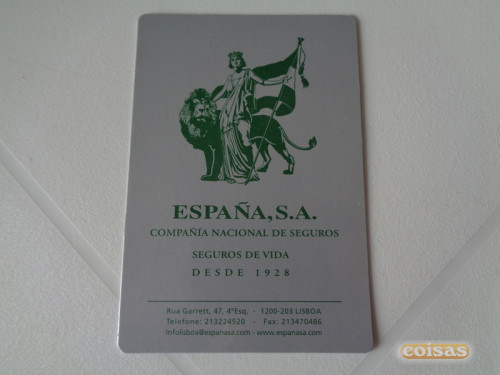 ESPAÑA, S.A.
COMPAÑÍA NACIONAL DE SEGUROS
SEGUROS DE VIDA
DESDE 1928
Rua Garrett, 47, 4ºEsq. - 1200-203 LISBOA
Telefone: 213224520 - Fax: 213470486
infolisboa@espanasa.com - www.espanasa.com
coisas